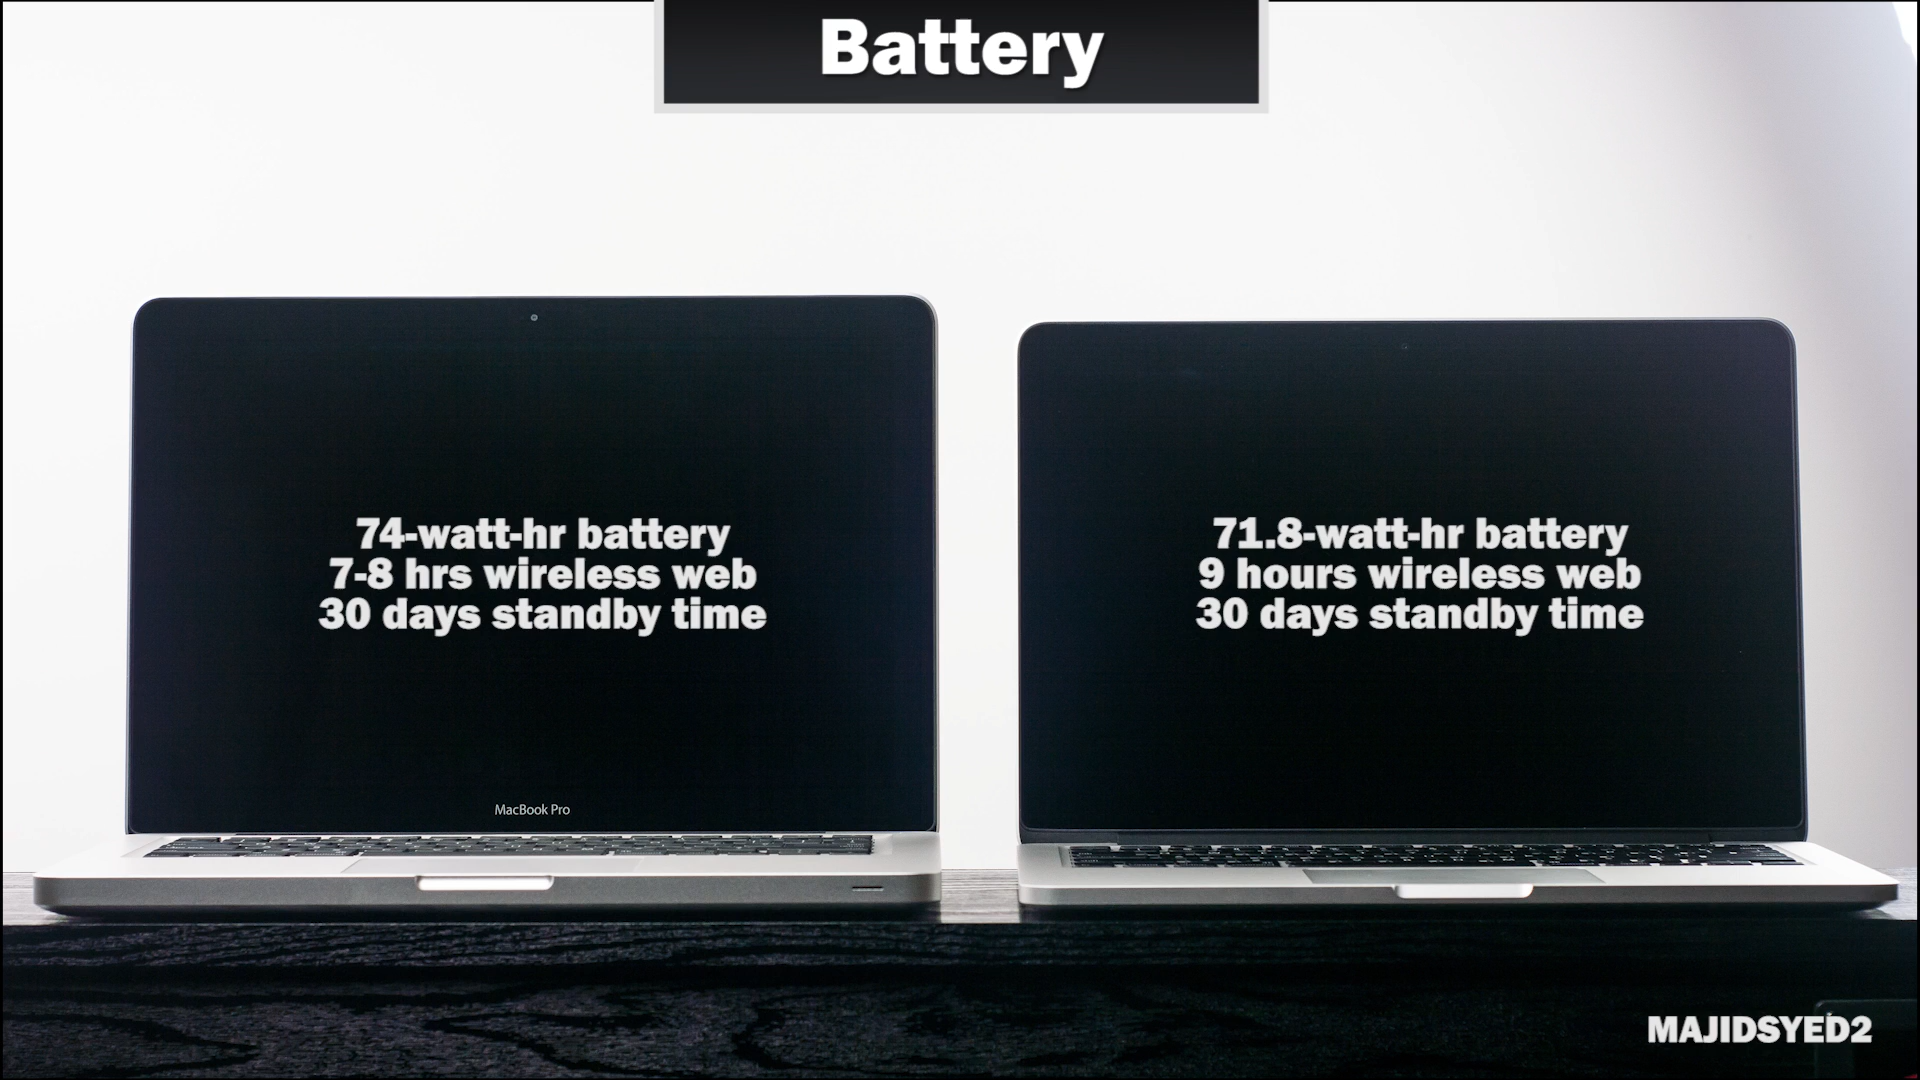 Battery
74-watt-hr battery
7-8 hrs wireless web
30 days standby time
71.8-watt-hr battery
9 hours wireless web
30 days standby time
MacBook Pro
MAJIDSYED2